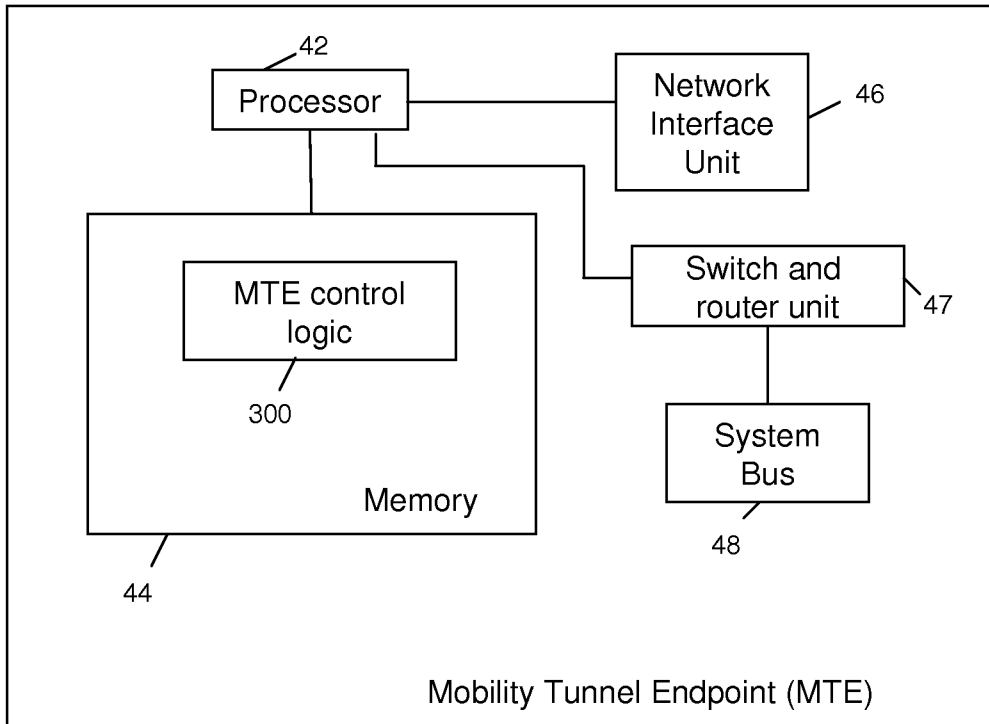 42
Processor
Network
Interface
Unit
46
MTE control
logic
300
Switch and
router unit
47
System
Bus
48
Memory
44
Mobility Tunnel Endpoint (MTE)